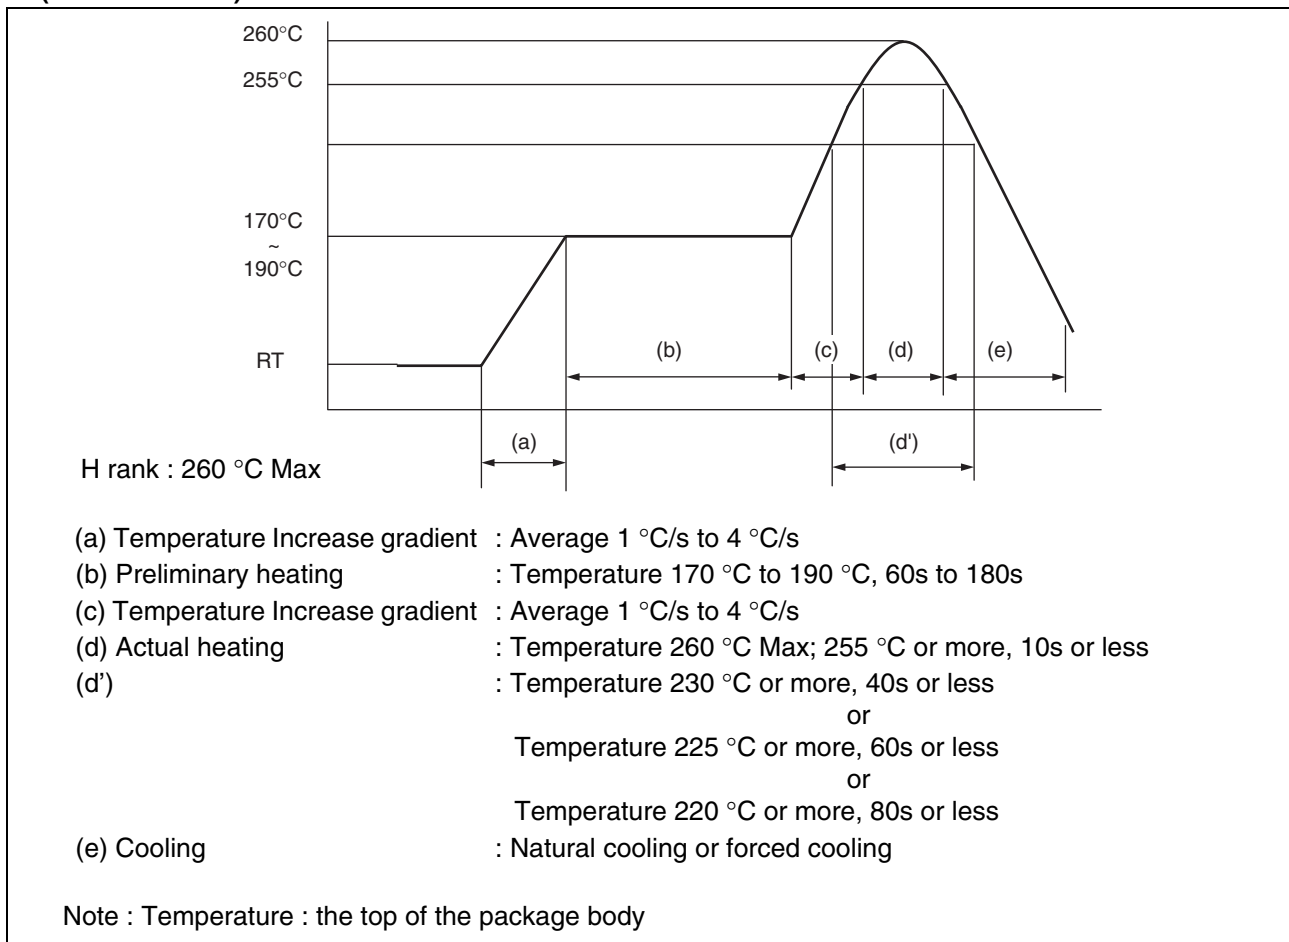 260°C
255°C
170°C
~
190°C
RT
(b)
(c)
(d)
(e)
(a)
(d')
H rank : 260 °C Max
(a) Temperature Increase gradient : Average 1 °C/s to 4 °C/s
(b) Preliminary heating : Temperature 170 °C to 190 °C, 60s to 180s
(c) Temperature Increase gradient : Average 1 °C/s to 4 °C/s
(d) Actual heating : Temperature 260 °C Max; 255 °C or more, 10s or less
(d’) : Temperature 230 °C or more, 40s or less
or
Temperature 225 °C or more, 60s or less
or
Temperature 220 °C or more, 80s or less
(e) Cooling : Natural cooling or forced cooling
Note : Temperature : the top of the package body